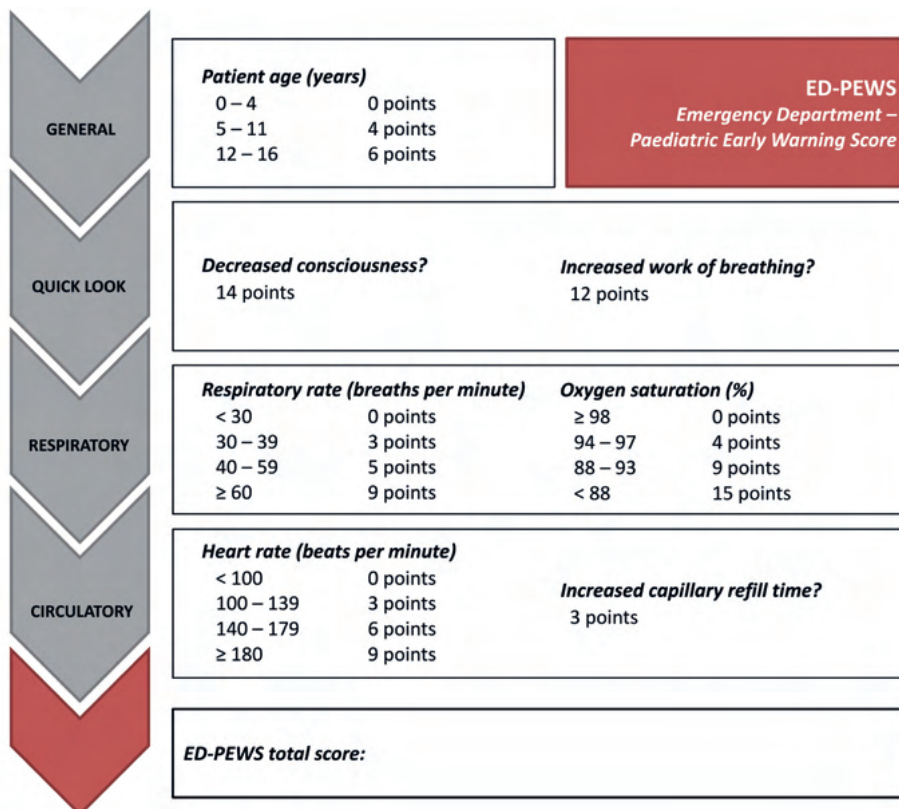 GENERAL
Patient age (years)
0 – 4 0 points
5 – 11 4 points
12 – 16 6 points
ED-PEWS
Emergency Department –
Paediatric Early Warning Score
QUICK LOOK
Decreased consciousness?
14 points
Increased work of breathing?
12 points
RESPIRATORY
Respiratory rate (breaths per minute)
< 30 0 points
30 – 39 3 points
40 – 59 5 points
≥ 60 9 points
Oxygen saturation (%)
≥ 98 0 points
94 – 97 4 points
88 – 93 9 points
< 88 15 points
CIRCULATORY
Heart rate (beats per minute)
< 100 0 points
100 – 139 3 points
140 – 179 6 points
≥ 180 9 points
Increased capillary refill time?
3 points
ED-PEWS total score: